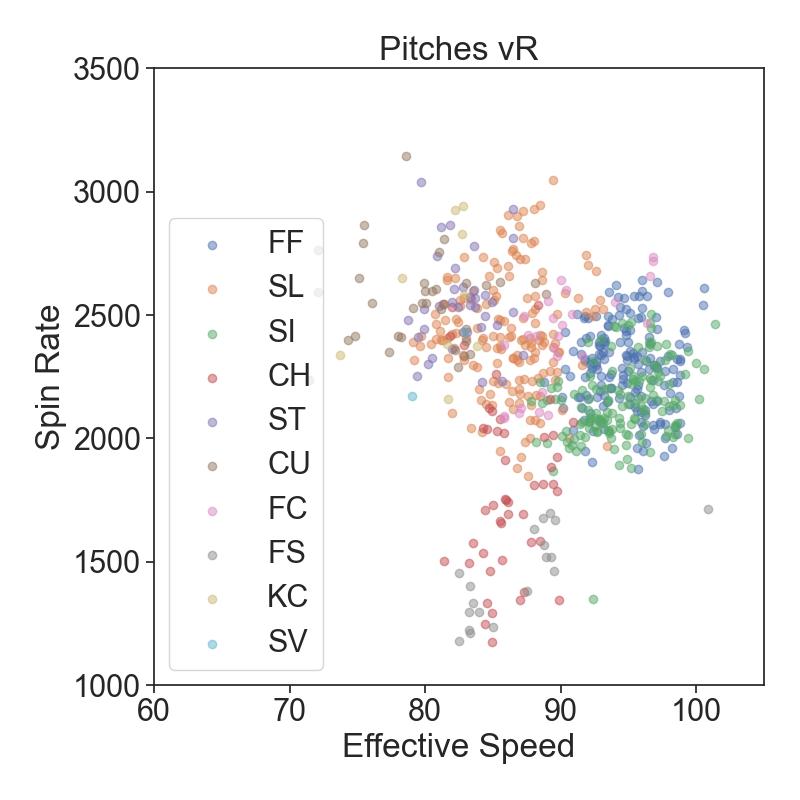 Pitches vR
Spin Rate
3500
3000
2500
2000
1500
1000
FF
SL
SI
CH
ST
CU
FC
FS
KC
SV
60 70 80 90 100
Effective Speed